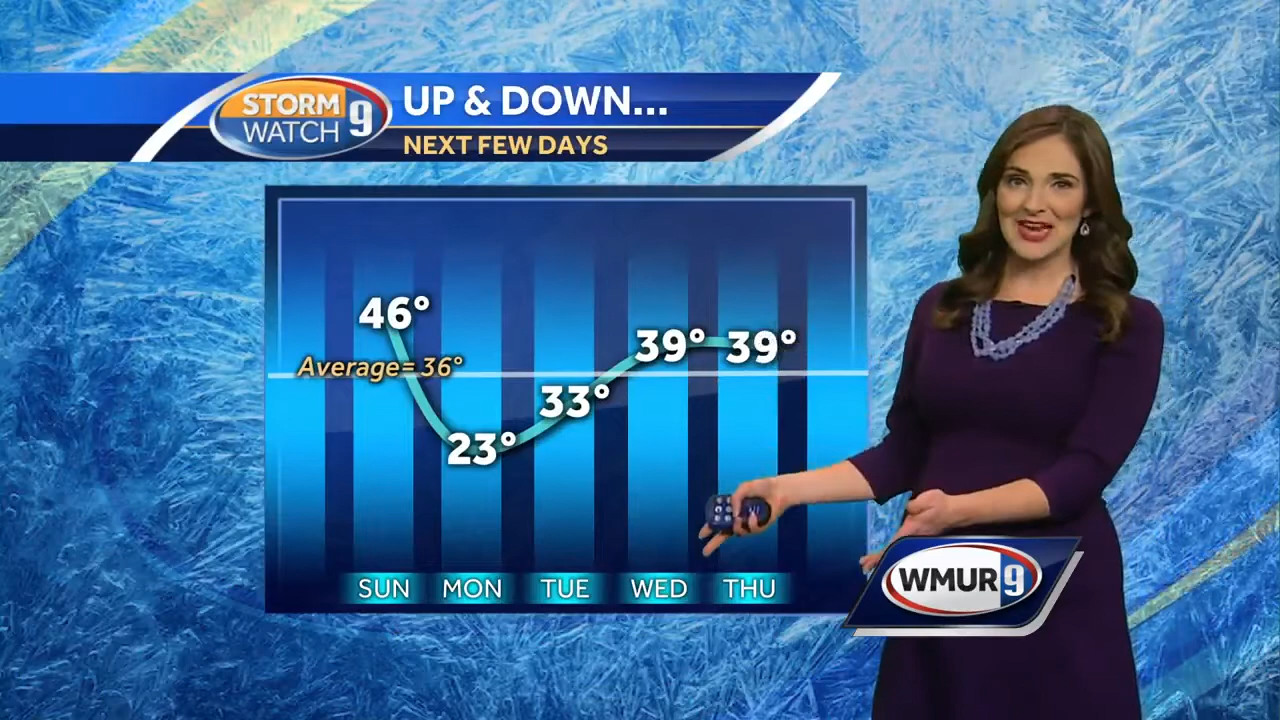 STORM
WATCH 9
UP & DOWN...
NEXT FEW DAYS
46°
Average= 36°
39° 39°
33°
23°
SUN MON TUE WED THU
WMUR 9